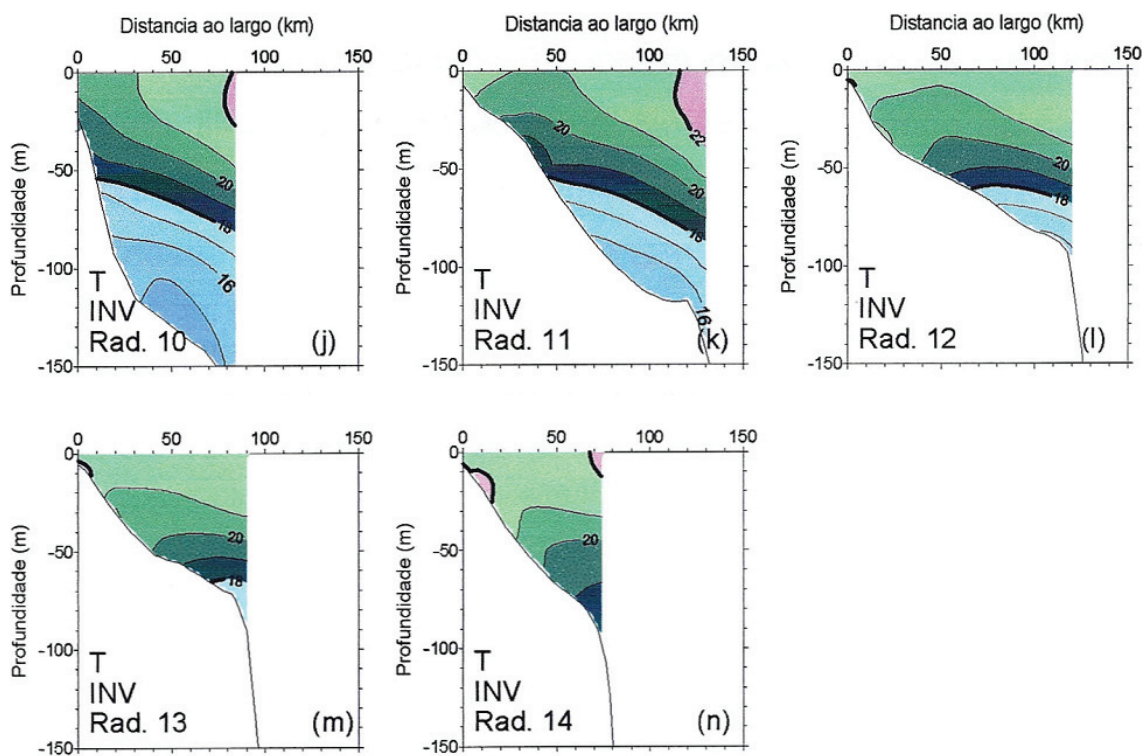 Distancia ao largo (km)
0 50 100 150
Profundidade (m)
0
-50
-100
-150
20
18
16
T
INV
Rad. 10 (j)
Distancia ao largo (km)
0 50 100 150
Profundidade (m)
0
-50
-100
-150
20
22
20
18
16
T
INV
Rad. 11 (k)
Distancia ao largo (km)
0 50 100 150
Profundidade (m)
0
-50
-100
-150
20
18
T
INV
Rad. 12 (l)
0 50 100 150
Profundidade (m)
0
-50
-100
-150
20
18
T
INV
Rad. 13 (m)
0 50 100 150
Profundidade (m)
0
-50
-100
-150
20
T
INV
Rad. 14 (n)